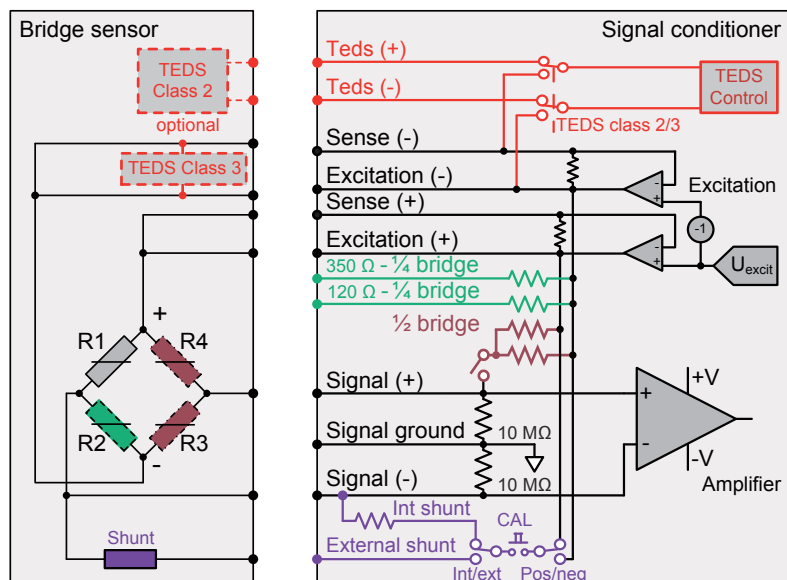 Bridge sensor
Signal conditioner
TEDS
Class 2
optional
TEDS Class 3
Teds (+)
Teds (-)
TEDS
Control
TEDS class 2/3
Sense (-)
Excitation (-)
Sense (+)
Excitation (+)
Excitation
-
+
-1
-
+
Uexcit
350 Ω - ¼ bridge
120 Ω - ¼ bridge
½ bridge
+
R1
R4
R2
R3
-
Signal (+)
Signal ground
Signal (-)
10 MΩ
10 MΩ
+
-
+V
-V
Amplifier
Shunt
Int shunt
External shunt
CAL
Int/ext
Pos/neg